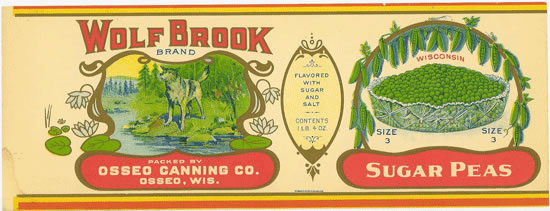 WOLF BROOK
BRAND
PACKED BY
OSSEO CANNING CO.
OSSEO, WIS.
FLAVORED
WITH
SUGAR
AND
SALT
CONTENTS
1 LB. 4 OZ.
WISCONSIN
SIZE
3
SIZE
3
SUGAR PEAS